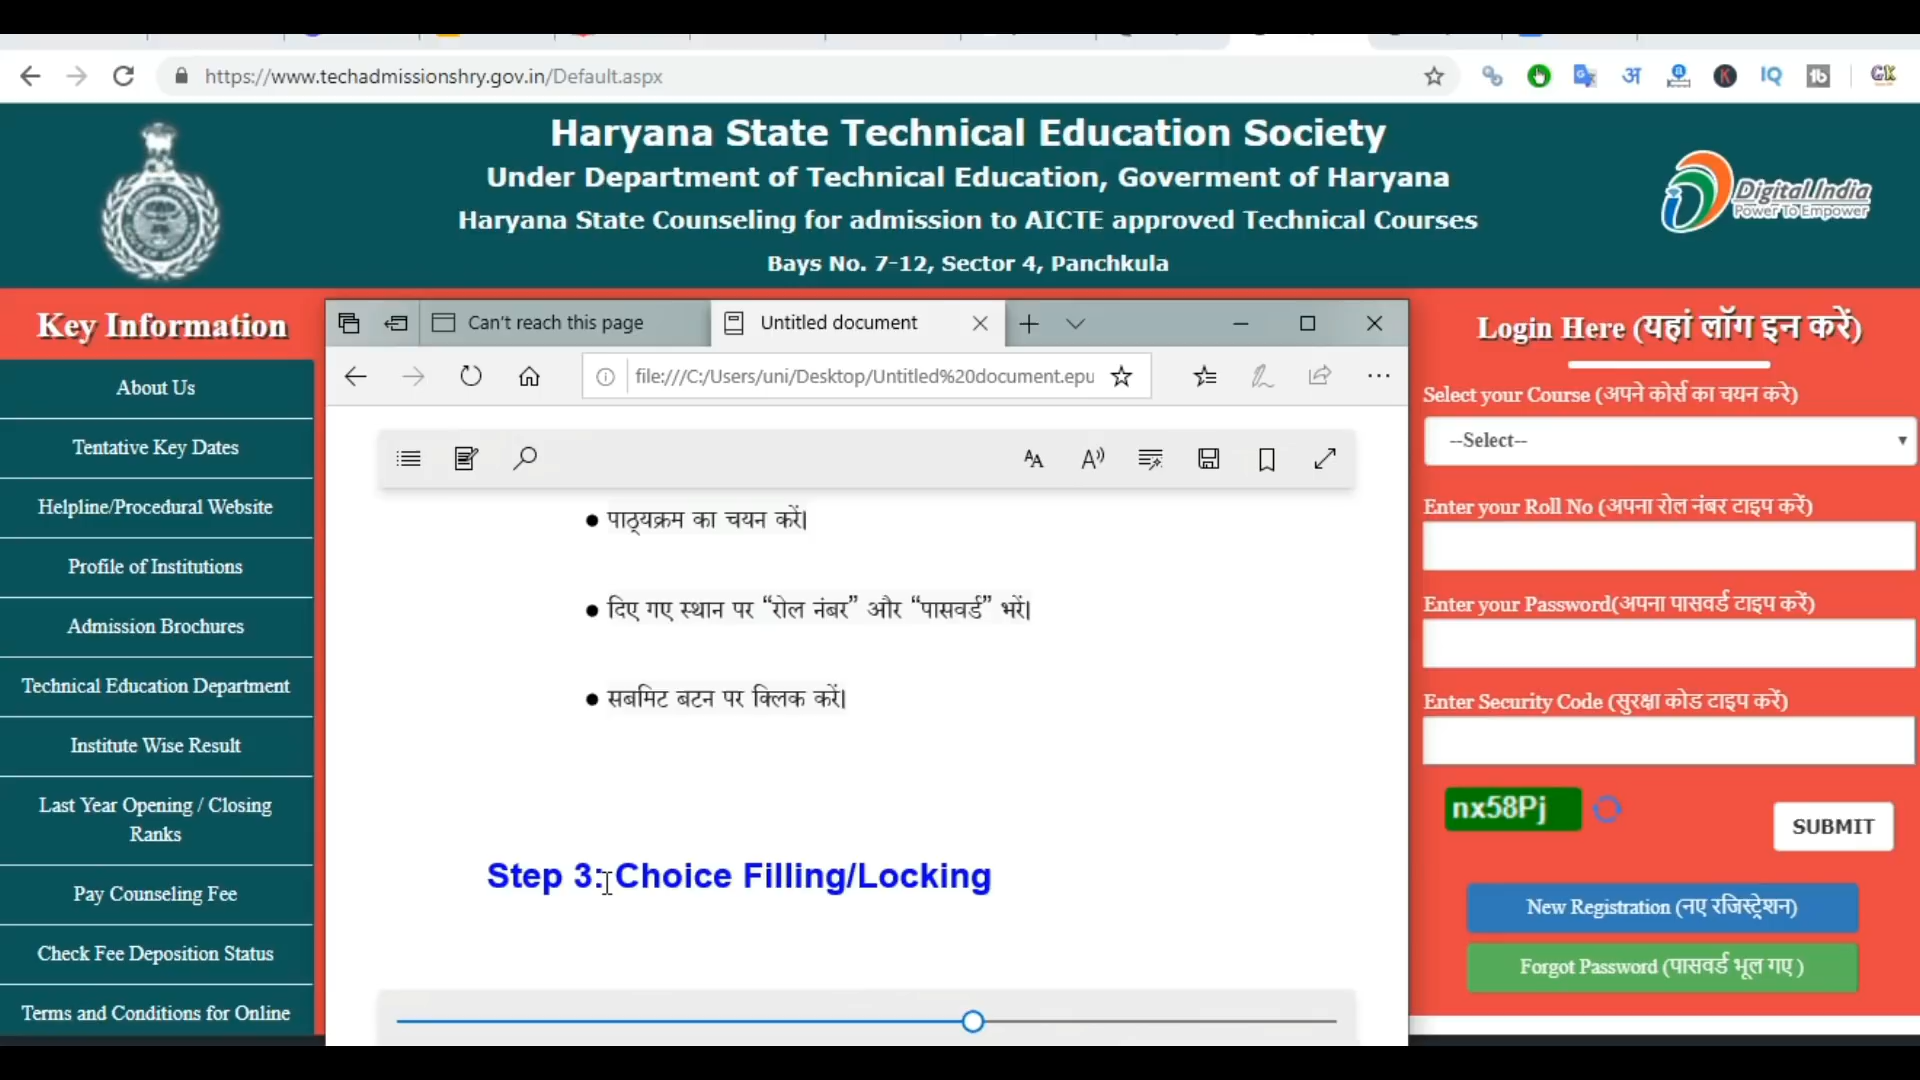 https://www.techadmissionshry.gov.in/Default.aspx
अ
K
IQ
Haryana State Technical Education Society
Under Department of Technical Education, Goverment of Haryana
Haryana State Counseling for admission to AICTE approved Technical Courses
Bays No. 7-12, Sector 4, Panchkula
Digital India
Power To Empower
Key Information
About Us
Tentative Key Dates
Helpline/Procedural Website
Profile of Institutions
Admission Brochures
Technical Education Department
Institute Wise Result
Last Year Opening / Closing
Ranks
Pay Counseling Fee
Check Fee Deposition Status
Terms and Conditions for Online
Can't reach this page
Untitled document
file:///C:/Users/uni/Desktop/Untitled%20document.epu
● पाठ्यक्रम का चयन करें|
● दिए गए स्थान पर “रोल नंबर” और “पासवर्ड” भरें|
● सबमिट बटन पर क्लिक करें|
Step 3: Choice Filling/Locking
Login Here (यहां लॉग इन करें)
Select your Course (अपने कोर्स का चयन करे)
--Select--
Enter your Roll No (अपना रोल नंबर टाइप करें)
Enter your Password(अपना पासवर्ड टाइप करें)
Enter Security Code (सुरक्षा कोड टाइप करें)
nx58Pj
SUBMIT
New Registration (नए रजिस्ट्रेशन)
Forgot Password (पासवर्ड भूल गए )